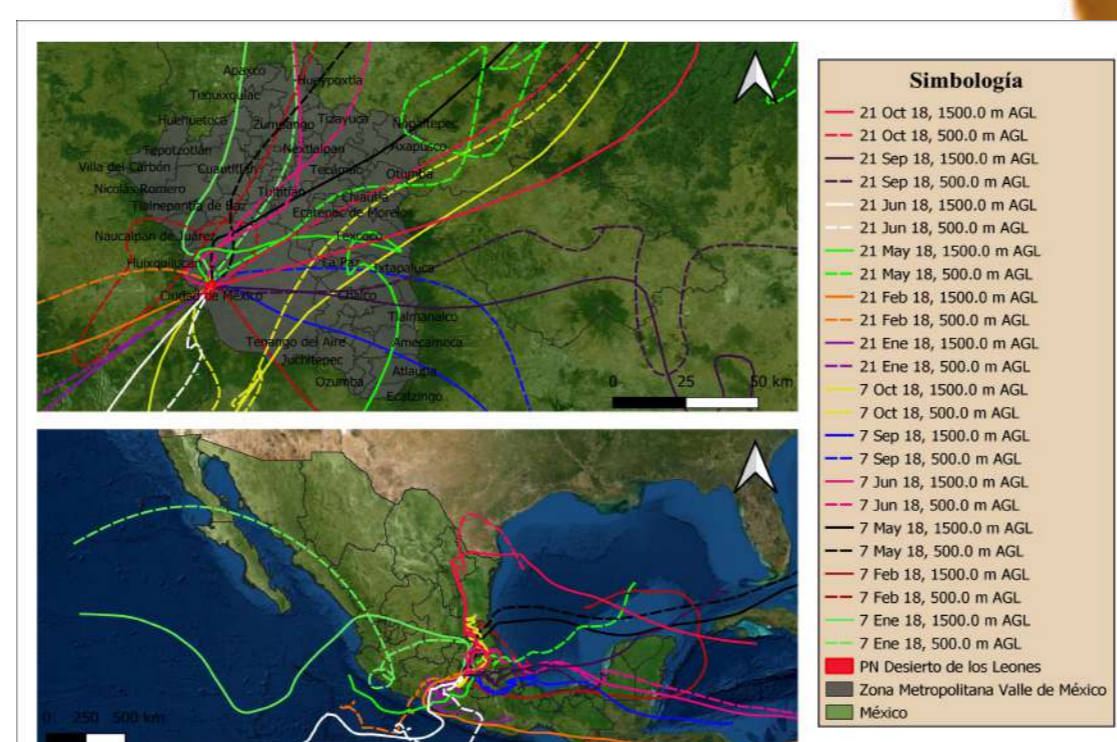 Apaxco
Hueypoxtla
Tequixquiac
Huehuetoca
Zumpango
Tizayuca
Nopaltepec
Tepotzotlán
Nextlalpan
Axapusco
Villa del Carbón
Cuautitlán
Tecámac
Otumba
Nicolás Romero
Tultitlán
Chiautla
Tlalnepantla de Baz
Ecatepec de Morelos
Naucalpan de Juárez
Texcoco
Huixquilucan
La Paz
Ixtapaluca
Ciudad de México
Chalco
Tlalmanalco
Tenango del Aire
Amecameca
Juchitepec
Atlautla
Ozumba
Ecatzingo
0 25 50 km
0 250 500 km
Simbología
21 Oct 18, 1500.0 m AGL
21 Oct 18, 500.0 m AGL
21 Sep 18, 1500.0 m AGL
21 Sep 18, 500.0 m AGL
21 Jun 18, 1500.0 m AGL
21 Jun 18, 500.0 m AGL
21 May 18, 1500.0 m AGL
21 May 18, 500.0 m AGL
21 Feb 18, 1500.0 m AGL
21 Feb 18, 500.0 m AGL
21 Ene 18, 1500.0 m AGL
21 Ene 18, 500.0 m AGL
7 Oct 18, 1500.0 m AGL
7 Oct 18, 500.0 m AGL
7 Sep 18, 1500.0 m AGL
7 Sep 18, 500.0 m AGL
7 Jun 18, 1500.0 m AGL
7 Jun 18, 500.0 m AGL
7 May 18, 1500.0 m AGL
7 May 18, 500.0 m AGL
7 Feb 18, 1500.0 m AGL
7 Feb 18, 500.0 m AGL
7 Ene 18, 1500.0 m AGL
7 Ene 18, 500.0 m AGL
PN Desierto de los Leones
Zona Metropolitana Valle de México
México